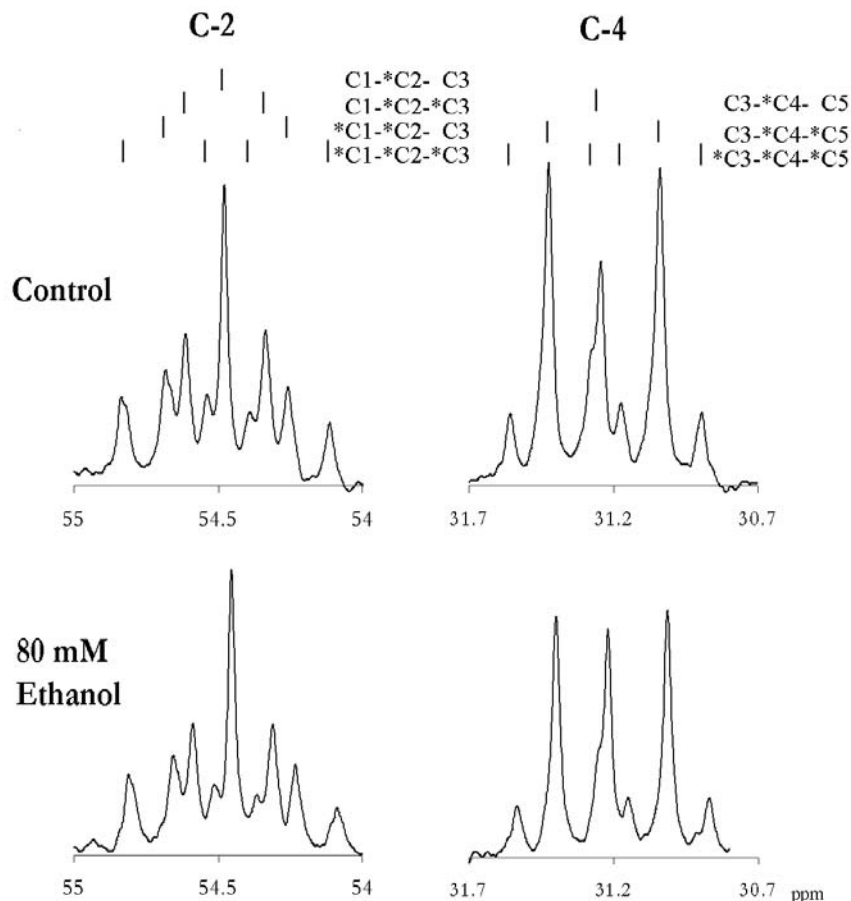 C-2
C-4
C1-*C2- C3
C1-*C2-*C3
*C1-*C2- C3
*C1-*C2-*C3
C3-*C4- C5
C3-*C4-*C5
*C3-*C4-*C5
Control
55 54.5 54
31.7 31.2 30.7
80 mM
Ethanol
55 54.5 54
31.7 31.2 30.7 ppm